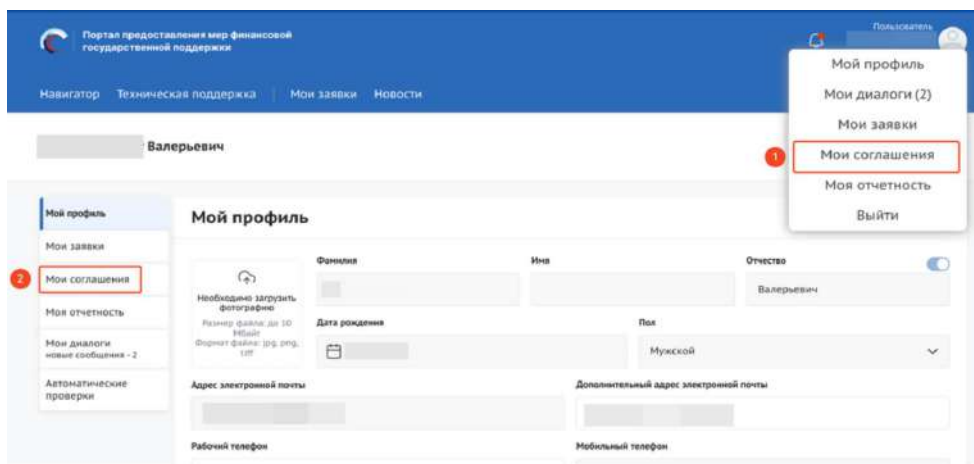 Портал предоставления мер финансовой
государственной поддержки
Пользователь
Навигатор Техническая поддержка Мои заявки Новости
Мой профиль
Мои диалоги (2)
Мои заявки
1 Мои соглашения
Моя отчетность
Выйти
Валерьевич
Мой профиль
Мои заявки
2 Мои соглашения
Моя отчетность
Мои диалоги
новые сообщения - 2
Автоматические
проверки
Мой профиль
Необходимо загрузить
фотографию
Размер файла: до 10
Мбайт
Формат файла: jpg, png,
tiff
Фамилия Имя Отчество
Валерьевич
Дата рождения Пол
Мужской
Адрес электронной почты Дополнительный адрес электронной почты
Рабочий телефон Мобильный телефон